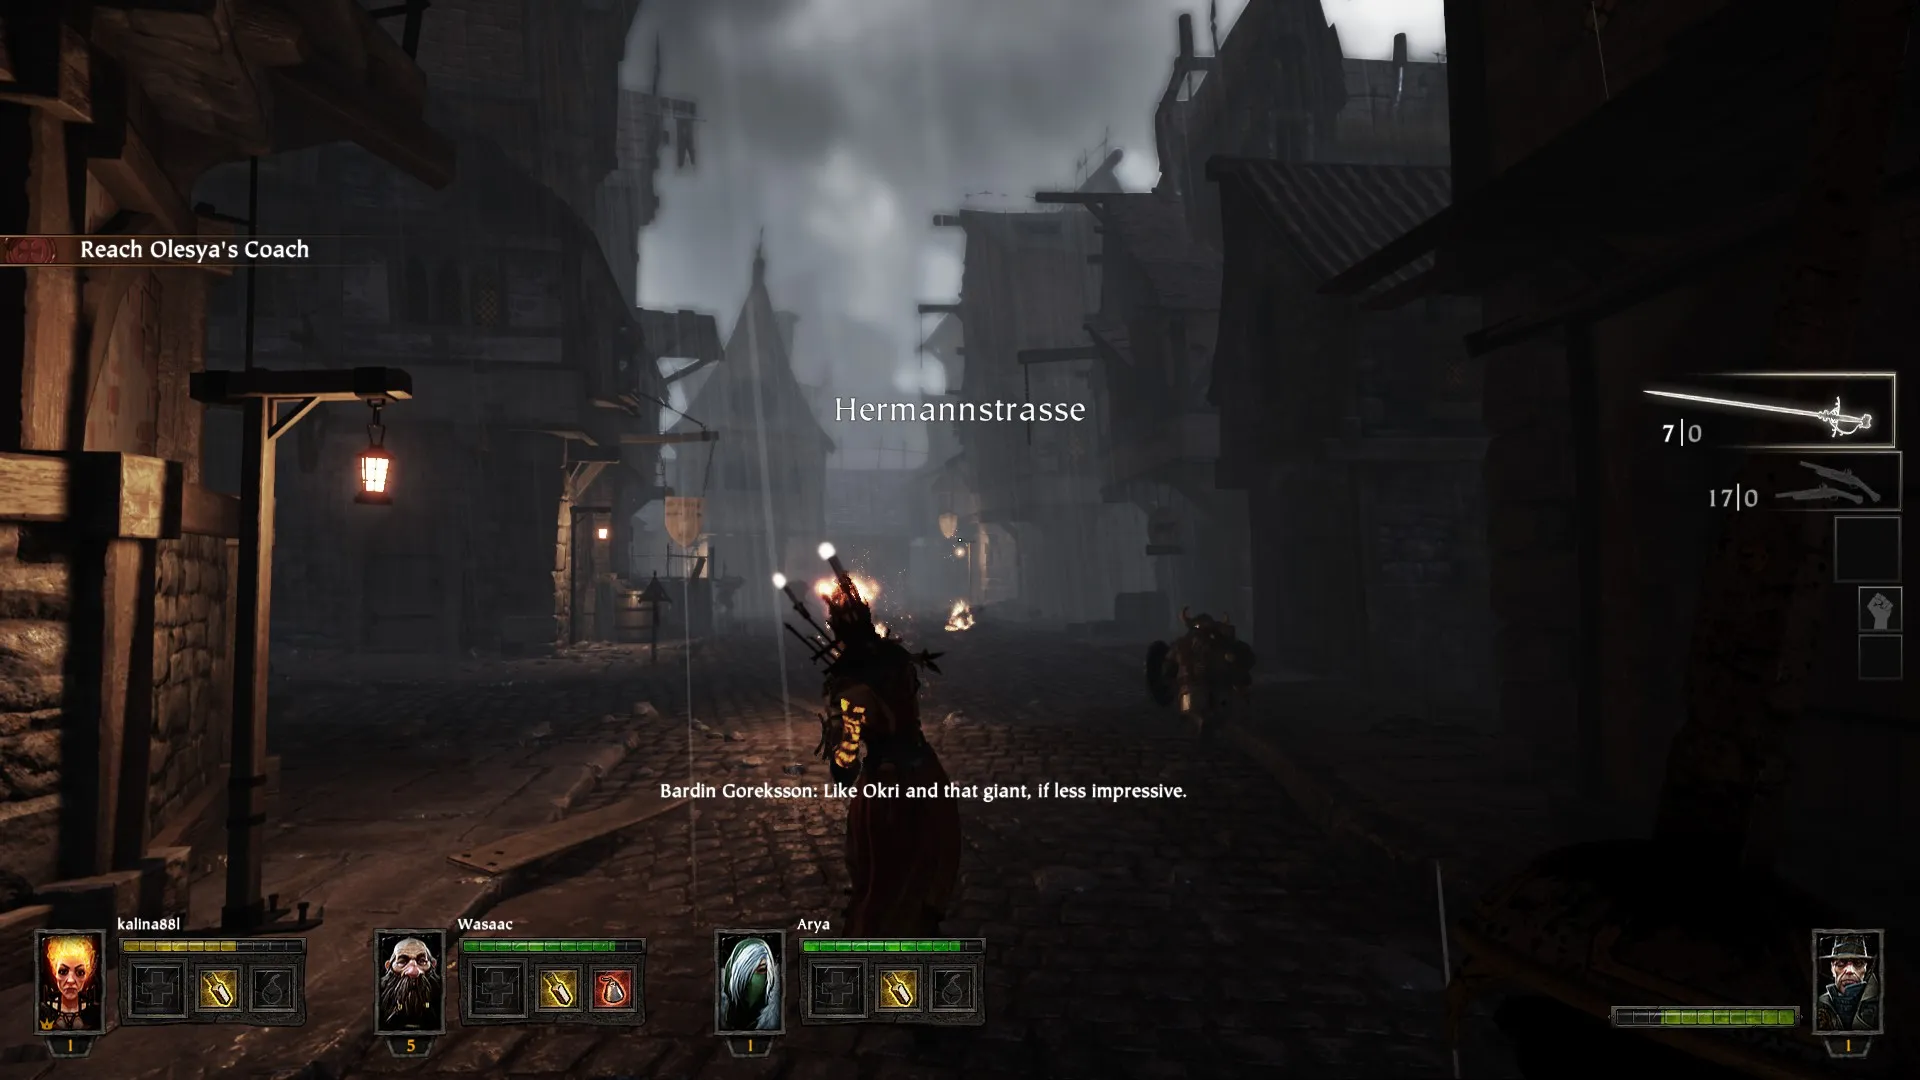 Reach Olesya's Coach
Hermannstrasse
7|0
17|0
Bardin Goreksson: Like Okri and that giant, if less impressive.
kalina88l
Wasaac
Arya
1
5
1
1